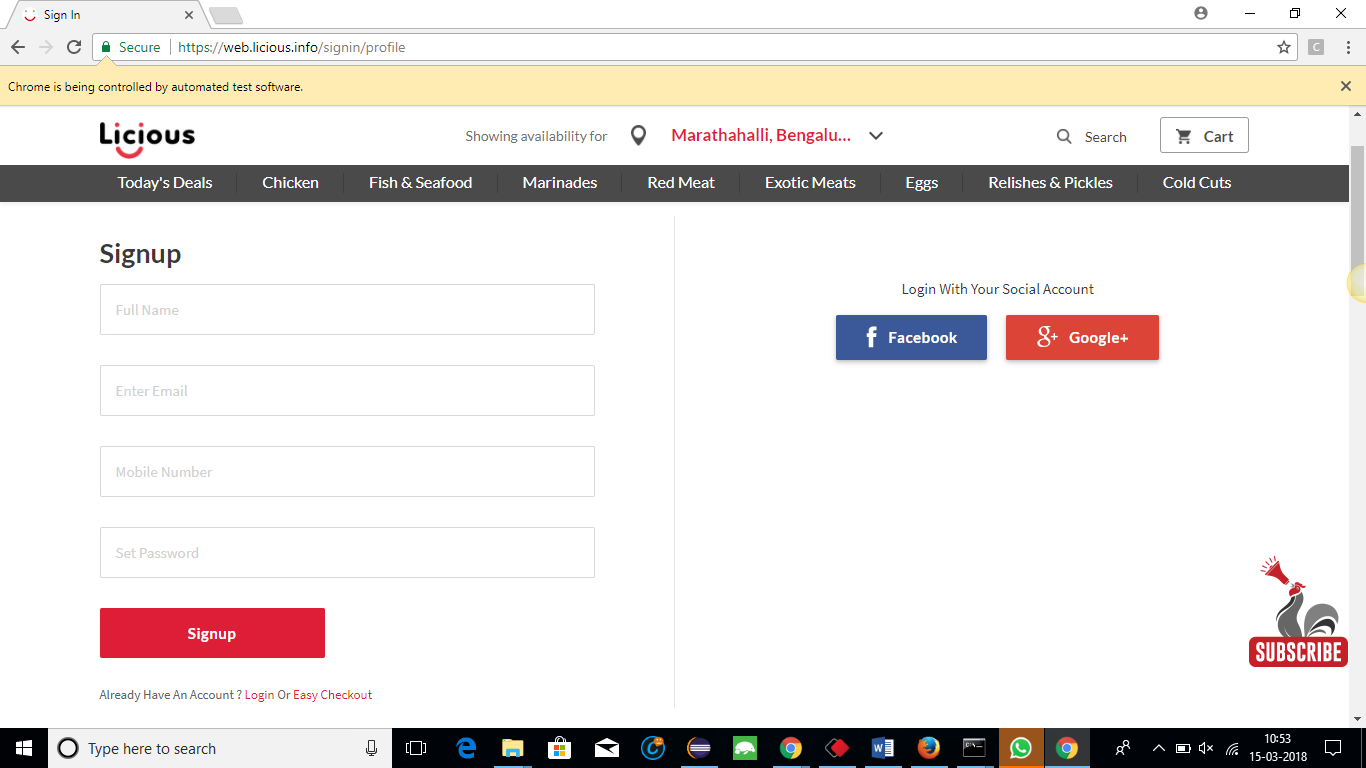 Sign In
Secure https://web.licious.info/signin/profile
C
Chrome is being controlled by automated test software.
Licious
Showing availability for
Marathahalli, Bengalu...
Search
Cart
Today's Deals
Chicken
Fish & Seafood
Marinades
Red Meat
Exotic Meats
Eggs
Relishes & Pickles
Cold Cuts
Signup
Full Name
Enter Email
Mobile Number
Set Password
Signup
Already Have An Account ? Login Or Easy Checkout
Login With Your Social Account
f Facebook
g+ Google+
SUBSCRIBE
Type here to search
10:53
15-03-2018